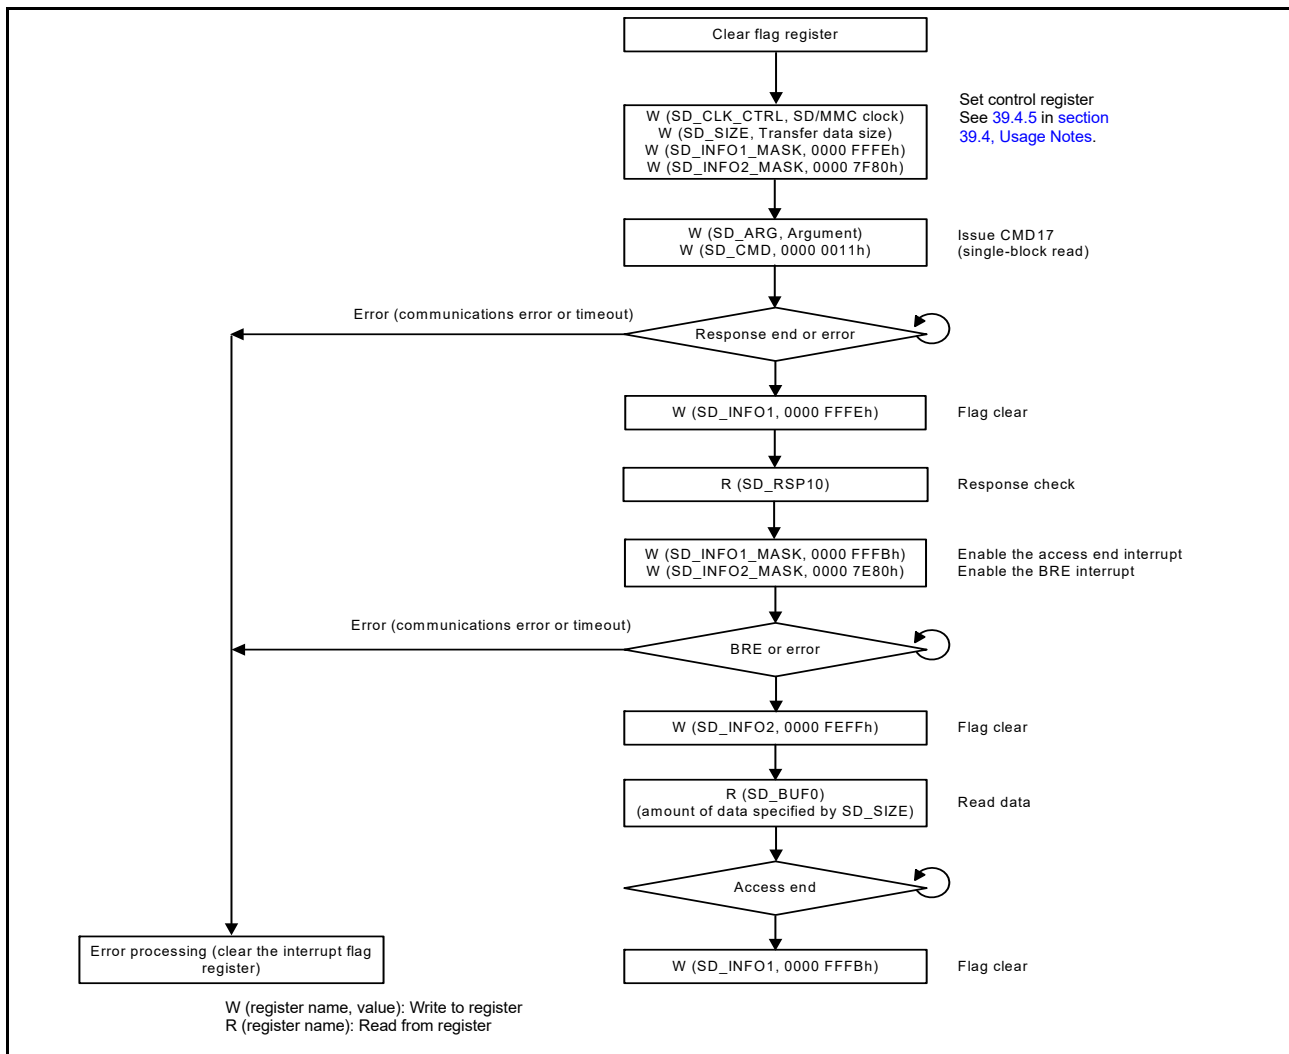 Clear flag register
W (SD_CLK_CTRL, SD/MMC clock)
W (SD_SIZE, Transfer data size)
W (SD_INFO1_MASK, 0000 FFFEh)
W (SD_INFO2_MASK, 0000 7F80h)
Set control register
See 39.4.5 in section
39.4, Usage Notes.
W (SD_ARG, Argument)
W (SD_CMD, 0000 0011h)
Issue CMD17
(single-block read)
Error (communications error or timeout)
Response end or error
W (SD_INFO1, 0000 FFFEh)
Flag clear
R (SD_RSP10)
Response check
W (SD_INFO1_MASK, 0000 FFFBh)
W (SD_INFO2_MASK, 0000 7E80h)
Enable the access end interrupt
Enable the BRE interrupt
Error (communications error or timeout)
BRE or error
W (SD_INFO2, 0000 FEFFh)
Flag clear
R (SD_BUF0)
(amount of data specified by SD_SIZE)
Read data
Access end
Error processing (clear the interrupt flag
register)
W (SD_INFO1, 0000 FFFBh)
Flag clear
W (register name, value): Write to register
R (register name): Read from register